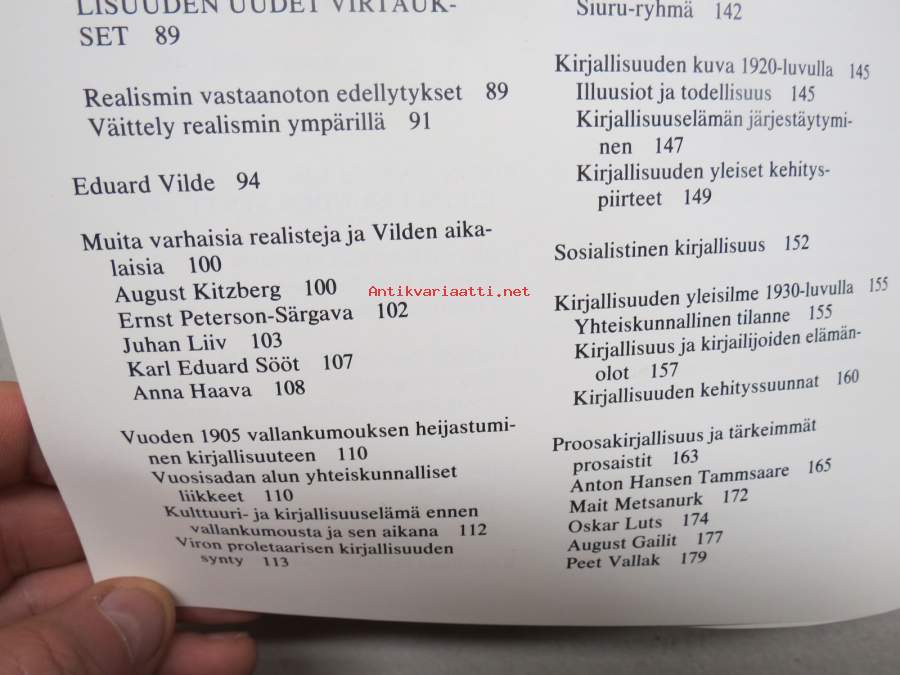 LISUUDEN UUDET VIRTAUK-
SET 89
Realismin vastaanoton edellytykset 89
Väittely realismin ympärillä 91
Eduard Vilde 94
Muita varhaisia realisteja ja Vilden aika-
laisia 100
August Kitzberg 100
Ernst Peterson-Särgava 102
Juhan Liiv 103
Karl Eduard Sööt 107
Anna Haava 108
Vuoden 1905 vallankumouksen heijastumi-
nen kirjallisuuteen 110
Vuosisadan alun yhteiskunnalliset
liikkeet 110
Kulttuuri- ja kirjallisuuselämä ennen
vallankumousta ja sen aikana 112
Viron proletaarisen kirjallisuuden
synty 113
Siuru-ryhmä 142
Kirjallisuuden kuva 1920-luvulla 145
Illuusiot ja todellisuus 145
Kirjallisuuselämän järjestäytymi-
nen 147
Kirjallisuuden yleiset kehitys-
piirteet 149
Sosialistinen kirjallisuus 152
Kirjallisuuden yleisilme 1930-luvulla 155
Yhteiskunnallinen tilanne 155
Kirjallisuus ja kirjailijoiden elämän-
olot 157
Kirjallisuuden kehityssuunnat 160
Proosakirjallisuus ja tärkeimmät
prosaistit 163
Anton Hansen Tammsaare 165
Mait Metsanurk 172
Oskar Luts 174
August Gailit 177
Peet Vallak 179
Antikvariaatti.net